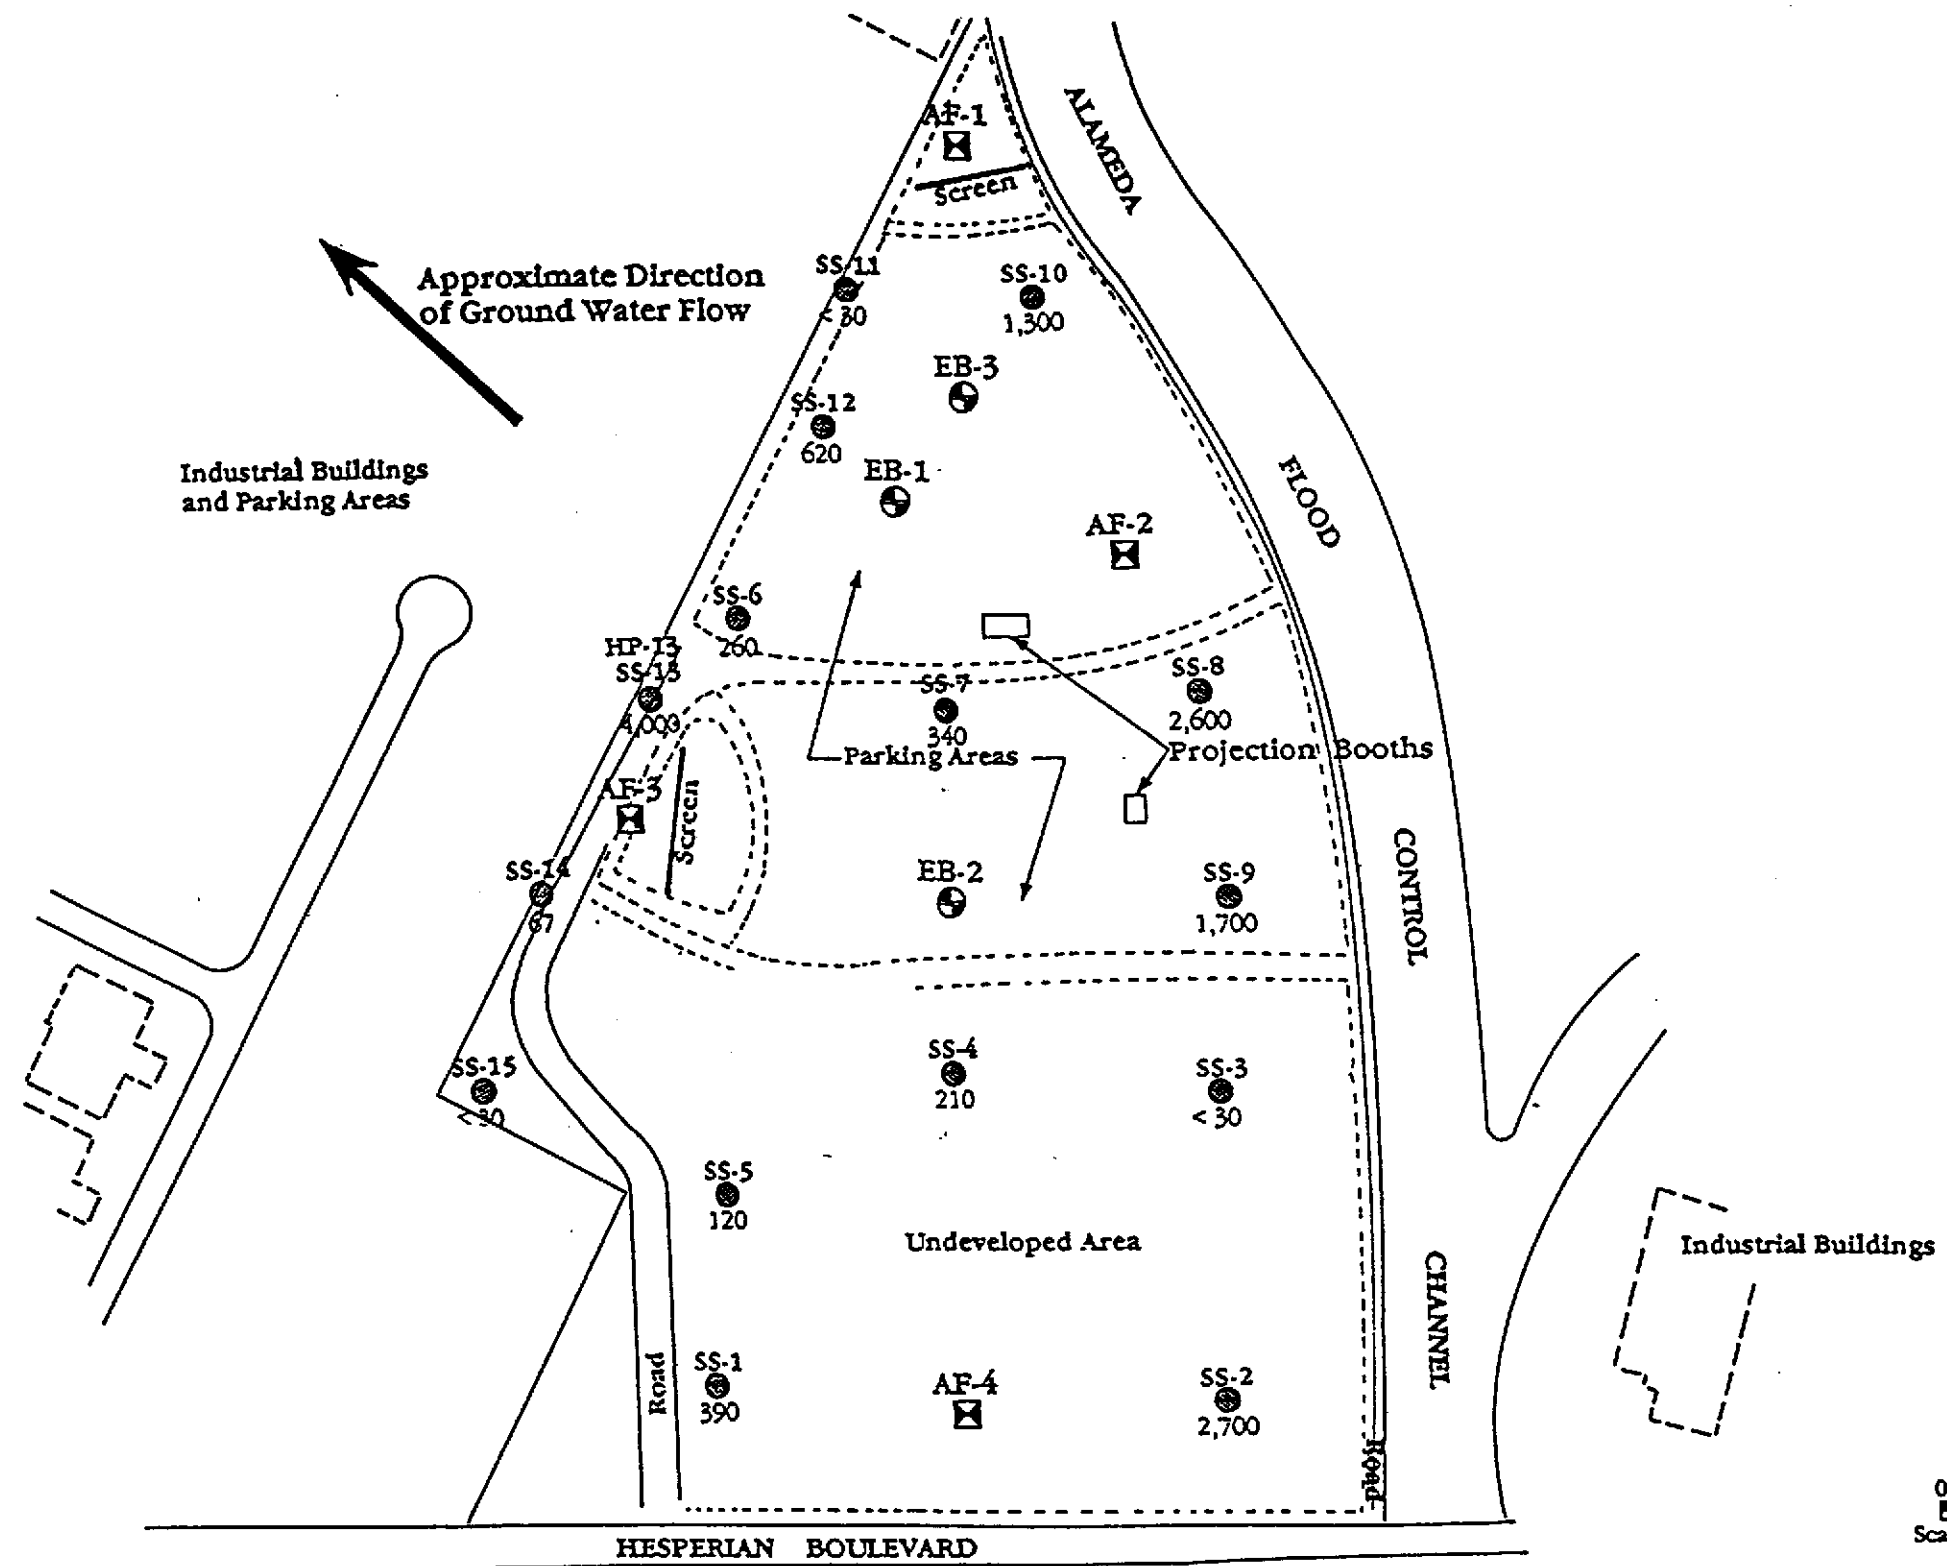 AF-1
Screen
ALAMEDA
Approximate Direction
of Ground Water Flow
SS-11
< 30
SS-10
1,300
EB-3
SS-12
620
EB-1
Industrial Buildings
and Parking Areas
FLOOD
AF-2
SS-6
260
HP-13
SS-13
4,000
SS-7
340
SS-8
2,600
Parking Areas
Projection Booths
AF-3
Screen
CONTROL
SS-14
67
EB-2
SS-9
1,700
SS-15
< 30
SS-4
210
SS-3
< 30
SS-5
120
Undeveloped Area
Industrial Buildings
CHANNEL
Road
SS-1
390
AF-4
SS-2
2,700
Road
0
HESPERIAN BOULEVARD